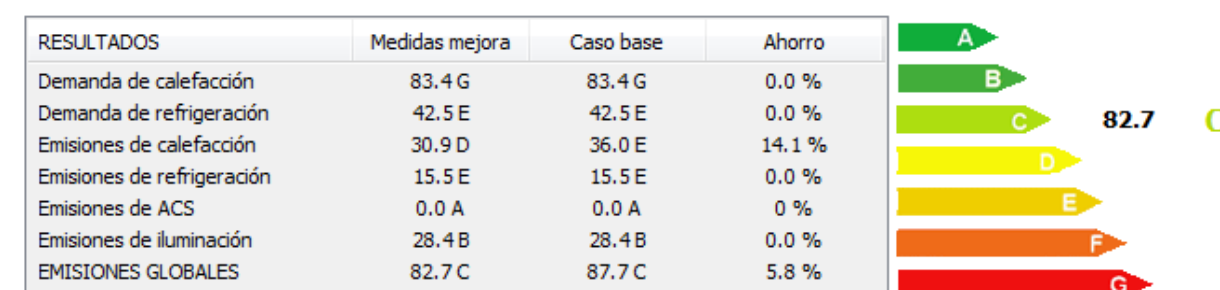 RESULTADOS Medidas mejora Caso base Ahorro
Demanda de calefacción 83.4 G 83.4 G 0.0 %
Demanda de refrigeración 42.5 E 42.5 E 0.0 %
Emisiones de calefacción 30.9 D 36.0 E 14.1 %
Emisiones de refrigeración 15.5 E 15.5 E 0.0 %
Emisiones de ACS 0.0 A 0.0 A 0 %
Emisiones de iluminación 28.4 B 28.4 B 0.0 %
EMISIONES GLOBALES 82.7 C 87.7 C 5.8 %
A
B
C 82.7 C
D
E
F
G